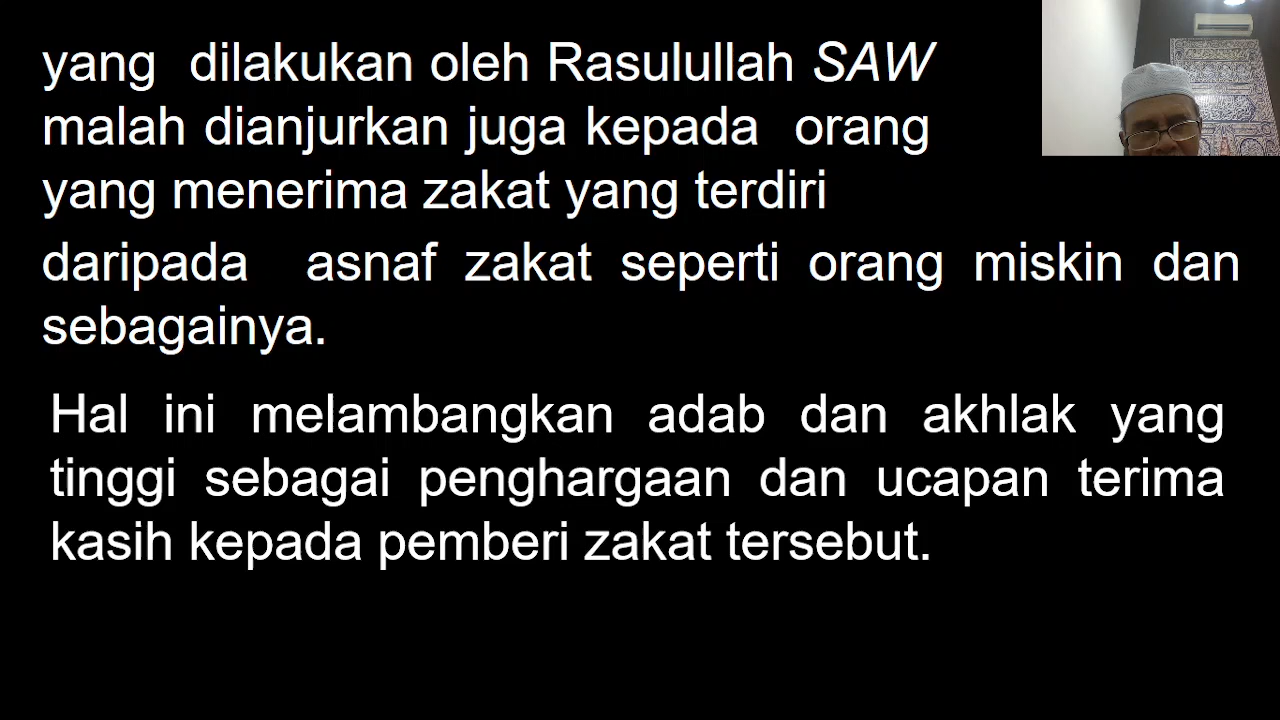 yang dilakukan oleh Rasulullah SAW
malah dianjurkan juga kepada orang
yang menerima zakat yang terdiri
daripada asnaf zakat seperti orang miskin dan
sebagainya.
Hal ini melambangkan adab dan akhlak yang
tinggi sebagai penghargaan dan ucapan terima
kasih kepada pemberi zakat tersebut.